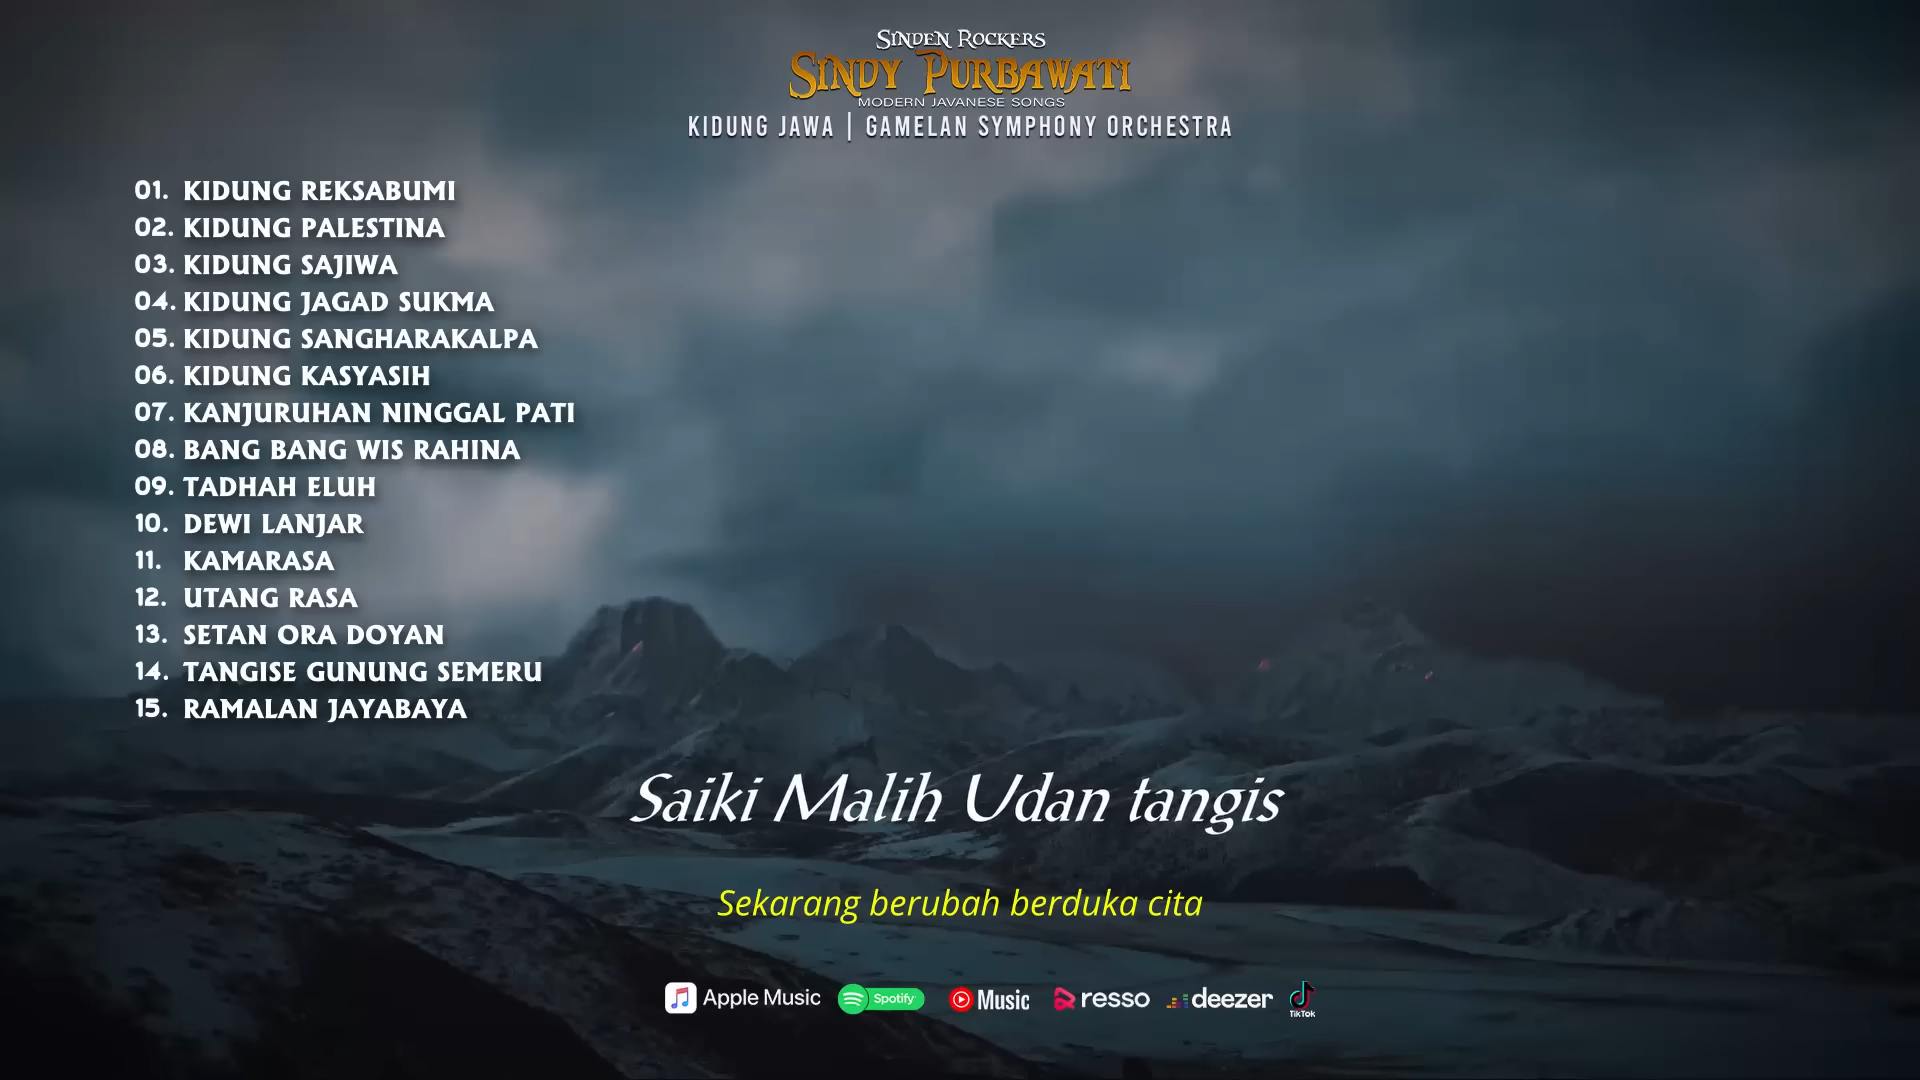 SINDEN ROCKERS
SINDY PURBAWATI
MODERN JAVANESE SONGS
KIDUNG JAWA | GAMELAN SYMPHONY ORCHESTRA
01. KIDUNG REKSABUMI
02. KIDUNG PALESTINA
03. KIDUNG SAJIWA
04. KIDUNG JAGAD SUKMA
05. KIDUNG SANGHARAKALPA
06. KIDUNG KASYASIH
07. KANJURUHAN NINGGAL PATI
08. BANG BANG WIS RAHINA
09. TADHAH ELUH
10. DEWI LANJAR
11. KAMARASA
12. UTANG RASA
13. SETAN ORA DOYAN
14. TANGISE GUNUNG SEMERU
15. RAMALAN JAYABAYA
Saiki Malih Udan tangis
Sekarang berubah berduka cita
Apple Music Spotify Music resso deezer TikTok